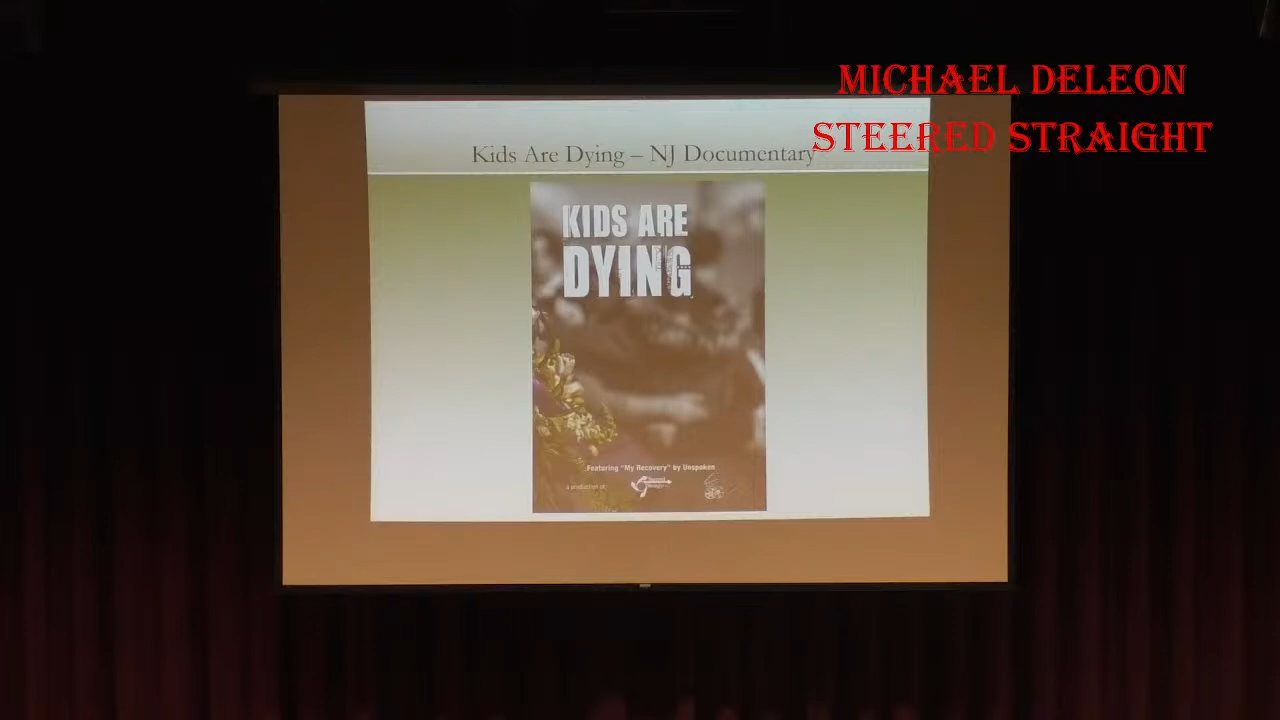 MICHAEL DELEON
STEERED STRAIGHT
Kids Are Dying – NJ Documentary
KIDS ARE
DYING
Featuring "My Recovery" by Unspoken
a production of: